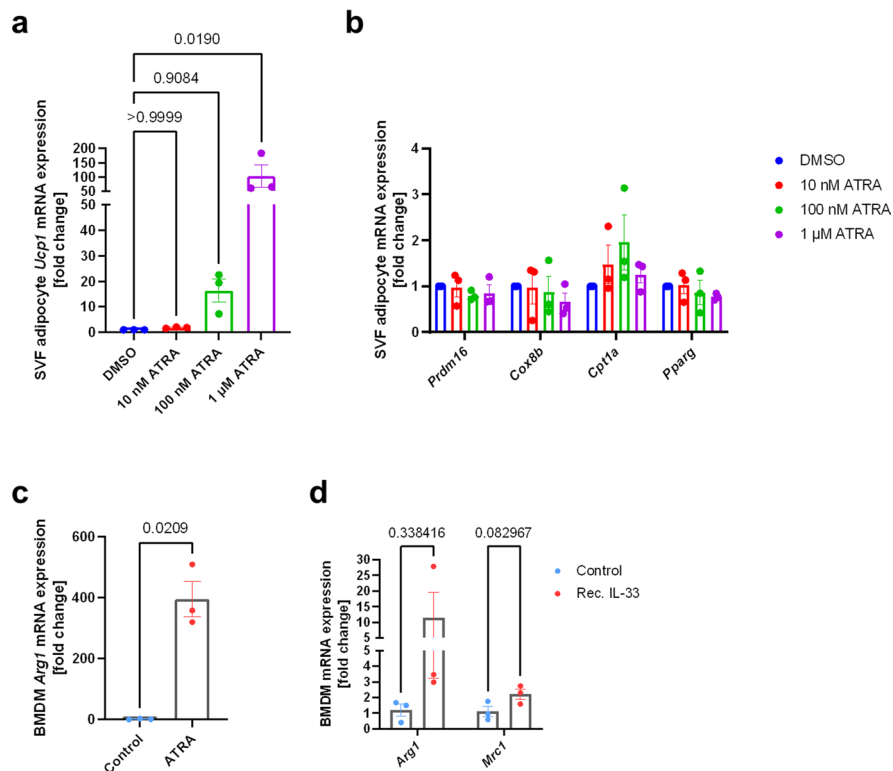 a
0.0190
0.9084
>0.9999
SVF adipocyte Ucp1 mRNA expression
[fold change]
200
150
100
50
50
40
30
20
10
0
DMSO
10 nM ATRA
100 nM ATRA
1 µM ATRA
b
SVF adipocyte mRNA expression
[fold change]
4
3
2
1
0
Prdm16
Cox8b
Cpt1a
Pparg
DMSO
10 nM ATRA
100 nM ATRA
1 µM ATRA
c
0.0209
BMDM Arg1 mRNA expression
[fold change]
600
400
200
0
Control
ATRA
d
0.338416
0.082967
BMDM mRNA expression
[fold change]
30
25
20
15
10
5
5
4
3
2
1
0
Arg1
Mrc1
Control
Rec. IL-33